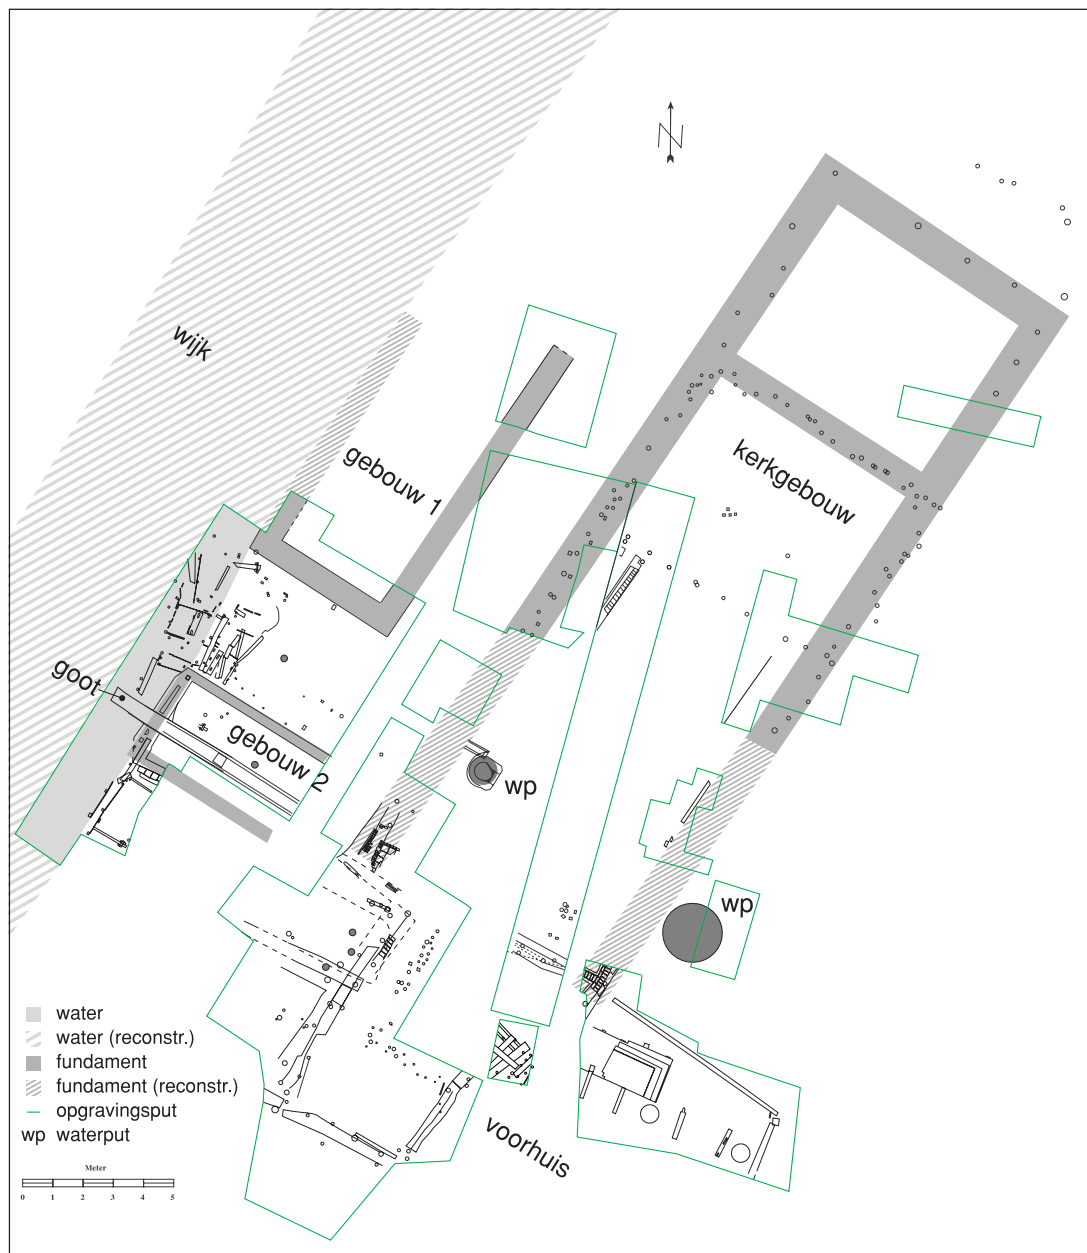 N
wijk
gebouw 1
kerkgebouw
goot
gebouw 2
wp
wp
voorhuis
water
water (reconstr.)
fundament
fundament (reconstr.)
opgravingsput
wp waterput
Meter
0 1 2 3 4 5